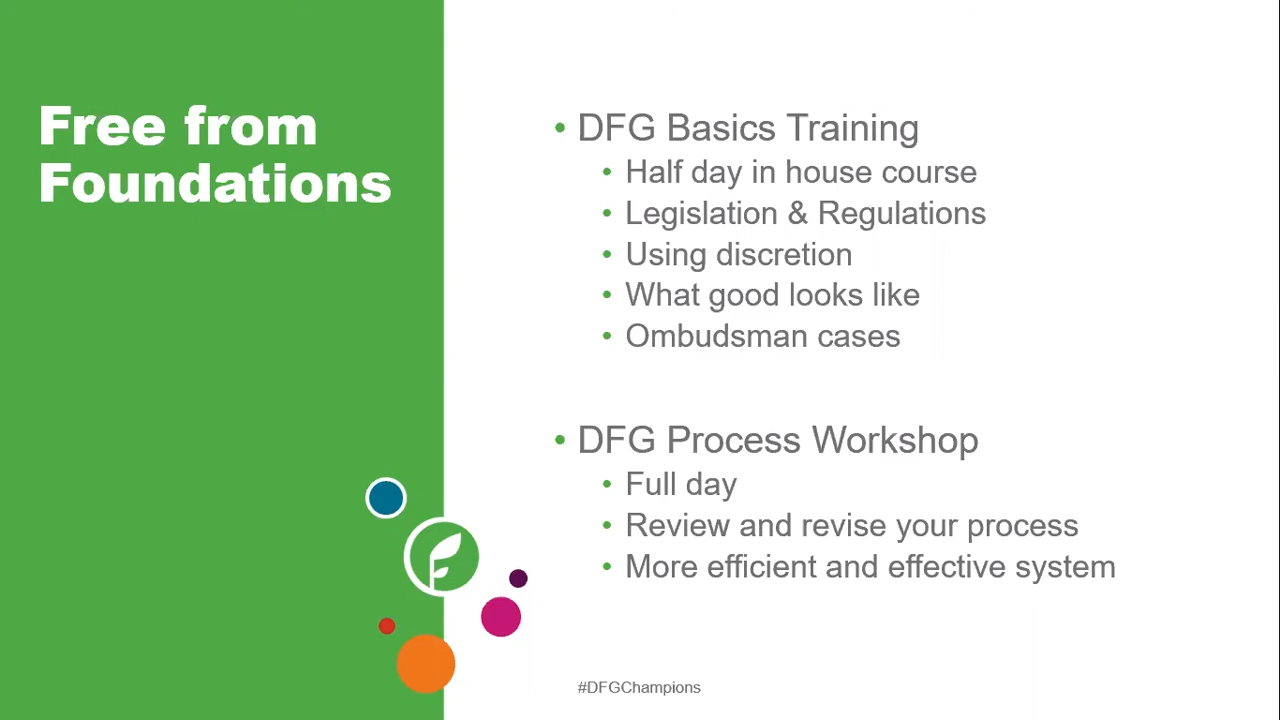 Free from
Foundations
• DFG Basics Training
• Half day in house course
• Legislation & Regulations
• Using discretion
• What good looks like
• Ombudsman cases
• DFG Process Workshop
• Full day
• Review and revise your process
• More efficient and effective system
#DFGChampions